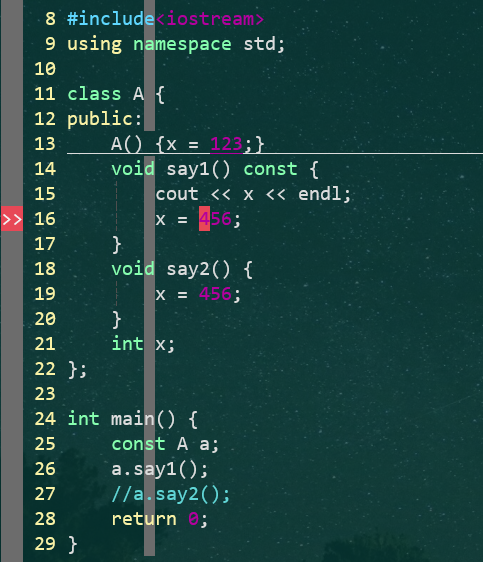 8 #include<iostream>
9 using namespace std;
10
11 class A {
12 public:
13     A() {x = 123;}
14     void say1() const {
15         cout << x << endl;
>> 16         x = 456;
17     }
18     void say2() {
19         x = 456;
20     }
21     int x;
22 };
23
24 int main() {
25     const A a;
26     a.say1();
27     //a.say2();
28     return 0;
29 }